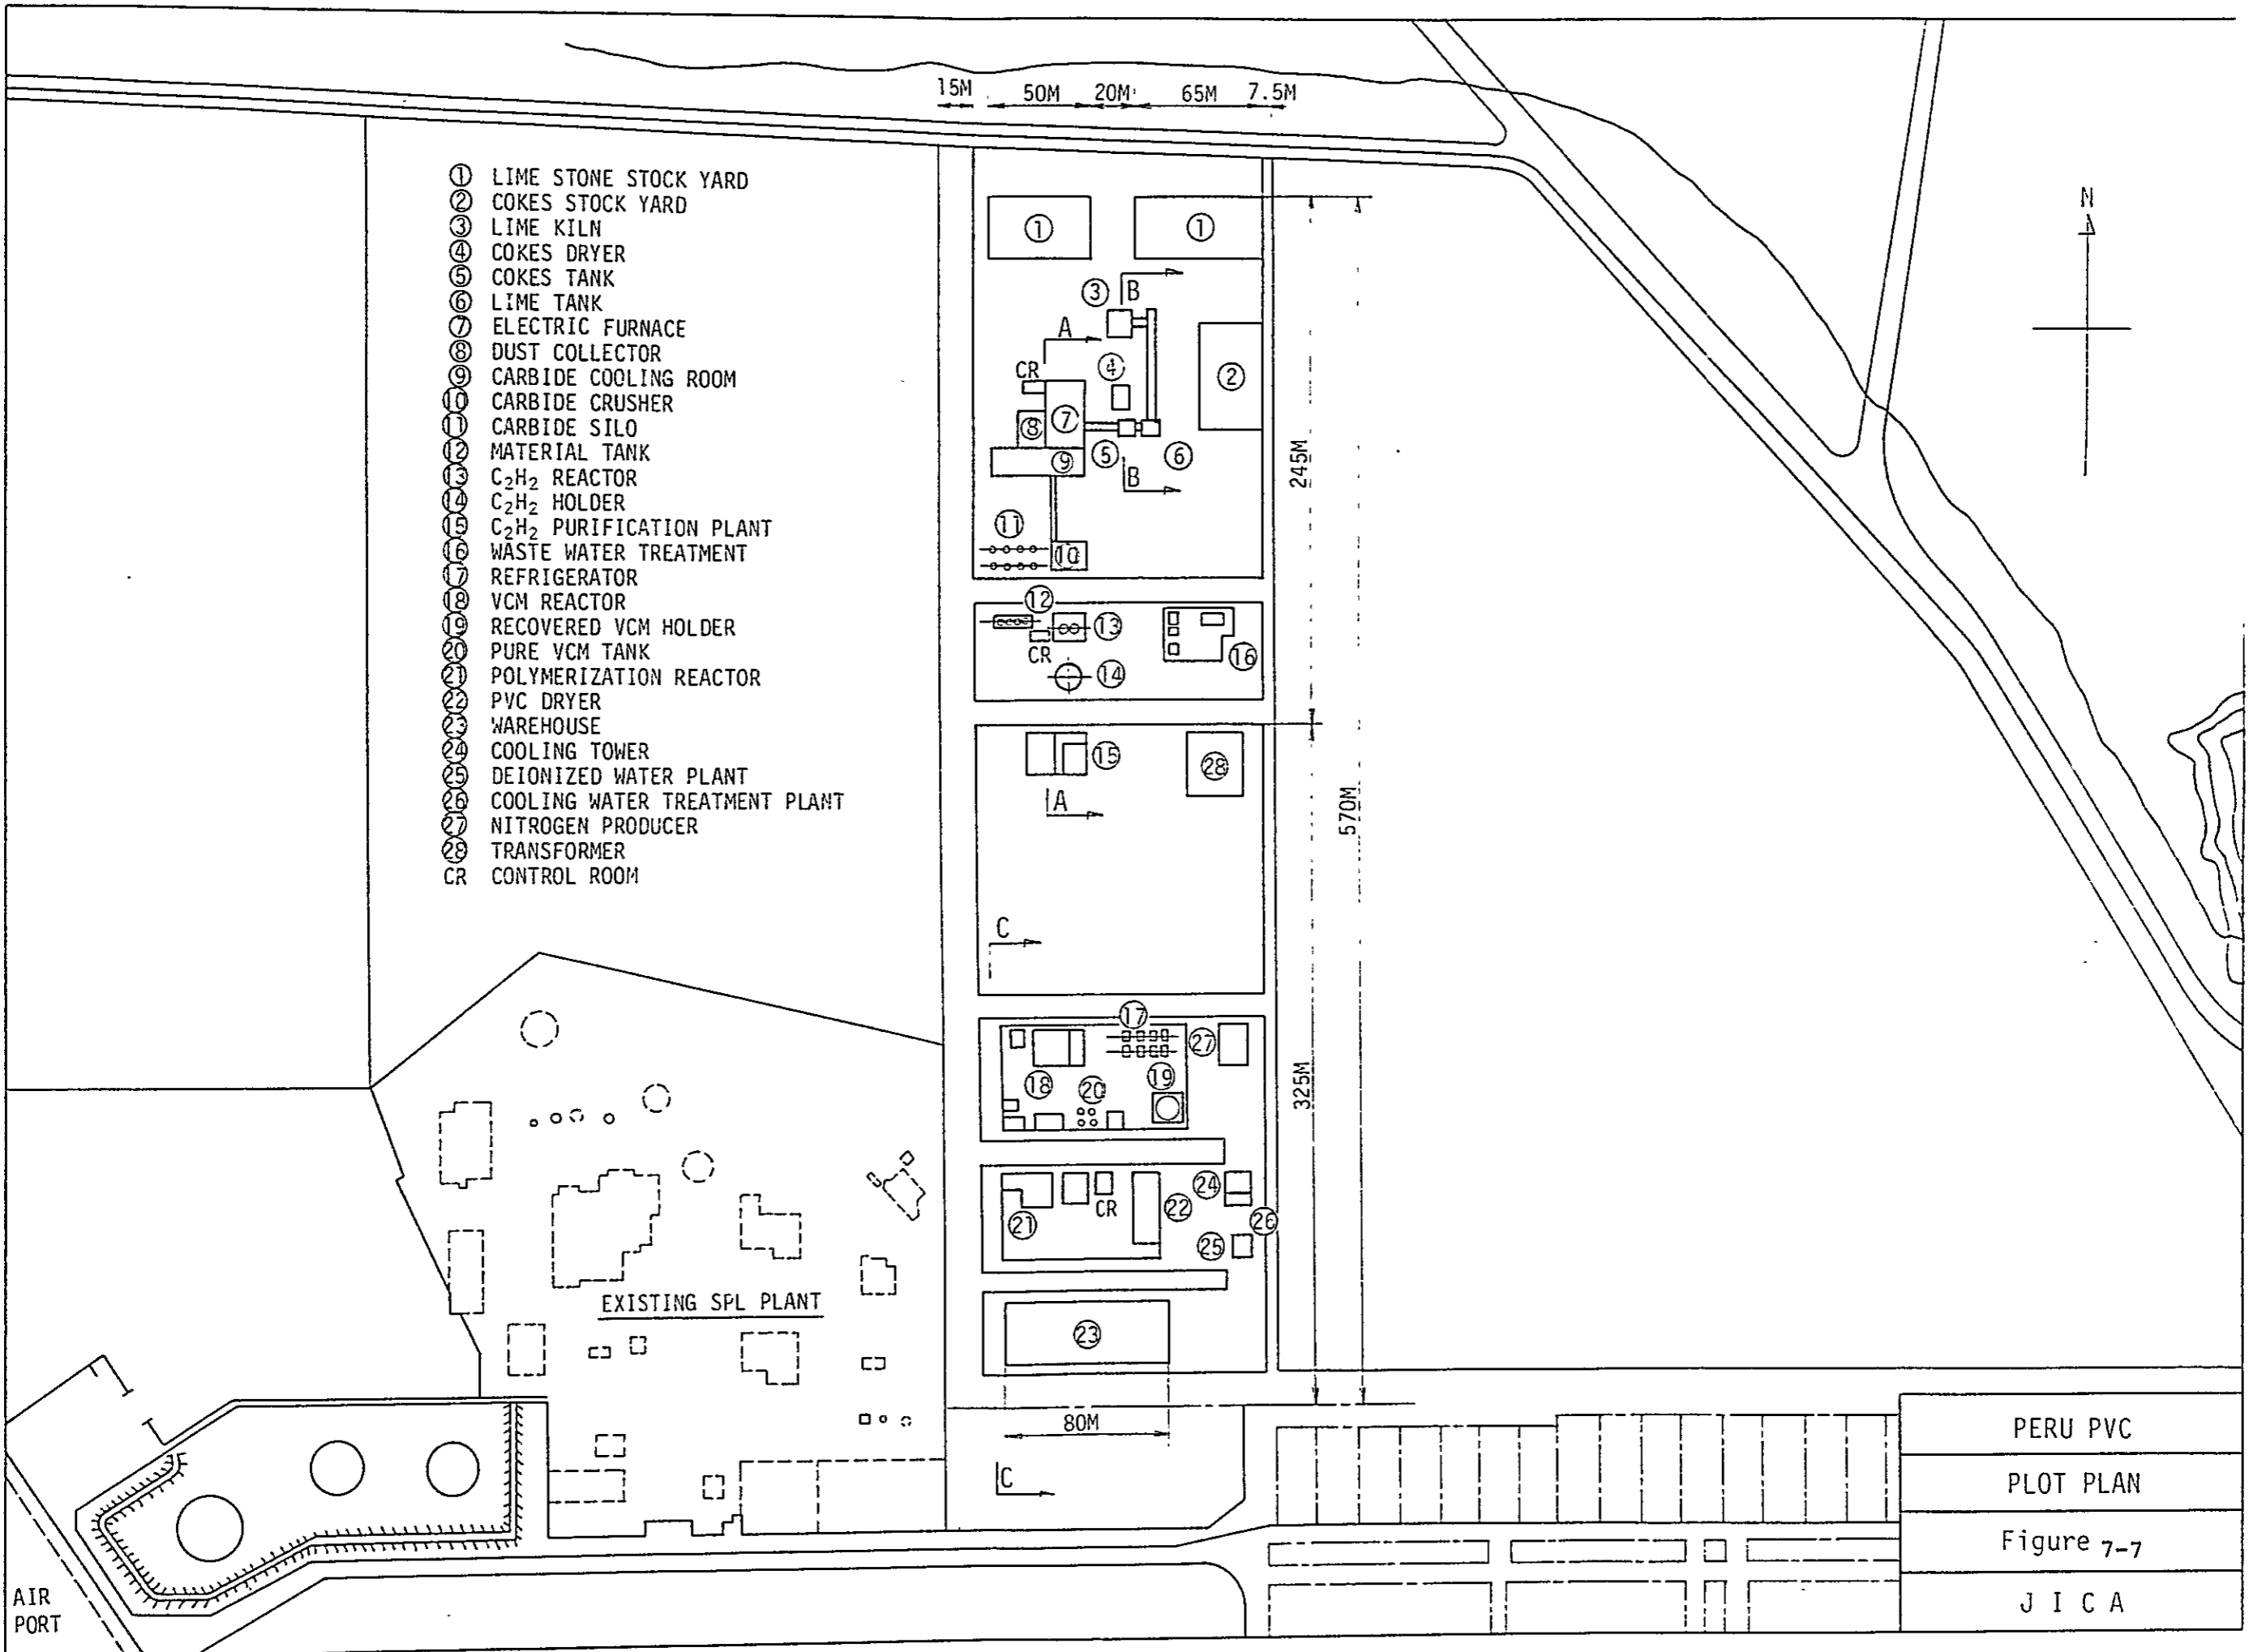 15M 50M 20M 65M 7.5M
① LIME STONE STOCK YARD
② COKES STOCK YARD
③ LIME KILN
④ COKES DRYER
⑤ COKES TANK
⑥ LIME TANK
⑦ ELECTRIC FURNACE
⑧ DUST COLLECTOR
⑨ CARBIDE COOLING ROOM
⑩ CARBIDE CRUSHER
⑪ CARBIDE SILO
⑫ MATERIAL TANK
⑬ C₂H₂ REACTOR
⑭ C₂H₂ HOLDER
⑮ C₂H₂ PURIFICATION PLANT
⑯ WASTE WATER TREATMENT
⑰ REFRIGERATOR
⑱ VCM REACTOR
⑲ RECOVERED VCM HOLDER
⑳ PURE VCM TANK
㉑ POLYMERIZATION REACTOR
㉒ PVC DRYER
㉓ WAREHOUSE
㉔ COOLING TOWER
㉕ DEIONIZED WATER PLANT
㉖ COOLING WATER TREATMENT PLANT
㉗ NITROGEN PRODUCER
㉘ TRANSFORMER
CR CONTROL ROOM
N
① ①
③ B
A
CR ④ ②
⑧ ⑦
⑨ ⑤ ⑥
B
⑪
⑩
245M
⑫
⑬
CR ⑯
⑭
⑮ ㉘
A
570M
C
⑰
㉗
⑱ ⑳ ⑲
325M
㉔
㉑ CR ㉒ ㉖
㉕
EXISTING SPL PLANT
㉓
80M
C
AIR
PORT
PERU PVC
PLOT PLAN
Figure 7-7
J I C A